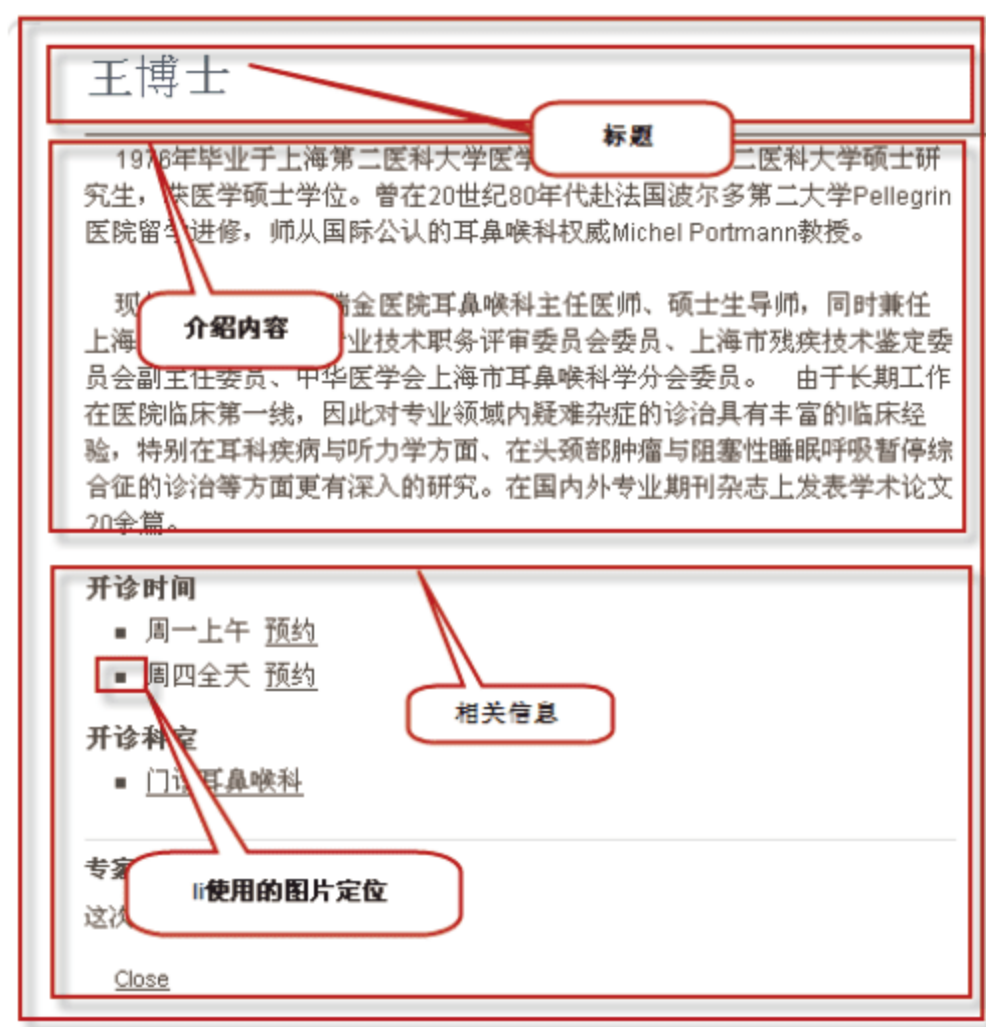 王博士
标题
1976年毕业于上海第二医科大学医学 二医科大学硕士研
究生，获医学硕士学位。曾在20世纪80年代赴法国波尔多第二大学Pellegrin
医院留学进修，师从国际公认的耳鼻喉科权威Michel Portmann教授。
现 瑞金医院耳鼻喉科主任医师、硕士生导师，同时兼任
介绍内容
上海 业技术职务评审委员会委员、上海市残疾技术鉴定委
员会副主任委员、中华医学会上海市耳鼻喉科学分会委员。 由于长期工作
在医院临床第一线，因此对专业领域内疑难杂症的诊治具有丰富的临床经
验，特别在耳科疾病与听力学方面、在头颈部肿瘤与阻塞性睡眠呼吸暂停综
合征的诊治等方面更有深入的研究。在国内外专业期刊杂志上发表学术论文
20余篇。
开诊时间
■ 周一上午 预约
■ 周四全天 预约
相关信息
开诊科室
■ 门诊耳鼻喉科
专家
li使用的图片定位
这次
Close